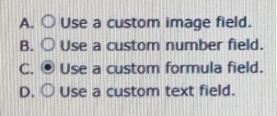 A. Use a custom image field.
B. Use a custom number field.
C. Use a custom formula field.
D. Use a custom text field.